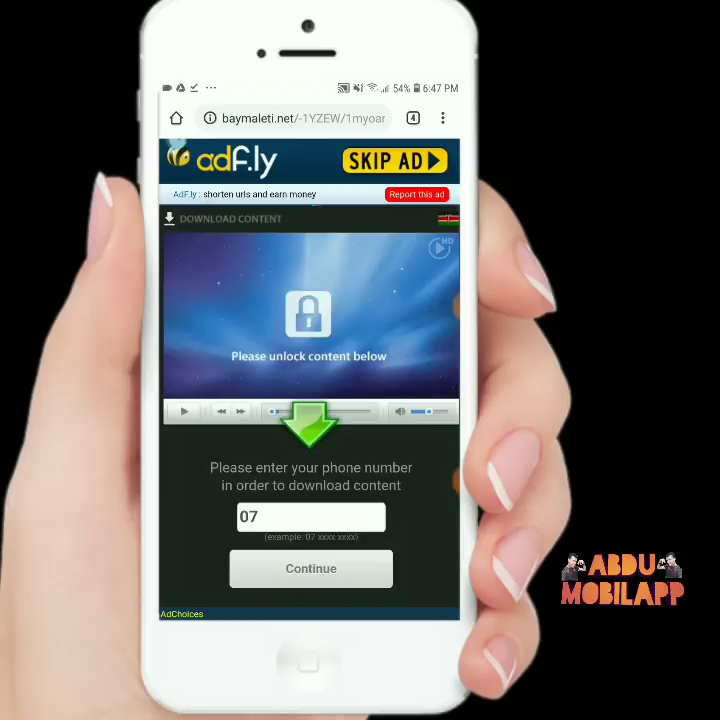 54% 6:47 PM
baymaleti.net/-1YZEW/1myoar
4
adf.ly
SKIP AD
AdF.ly : shorten urls and earn money
Report this ad
DOWNLOAD CONTENT
HD
Please unlock content below
Please enter your phone number
in order to download content
07
(example: 07 xxxx xxxx)
Continue
AdChoices
ABDU
MOBILAPP